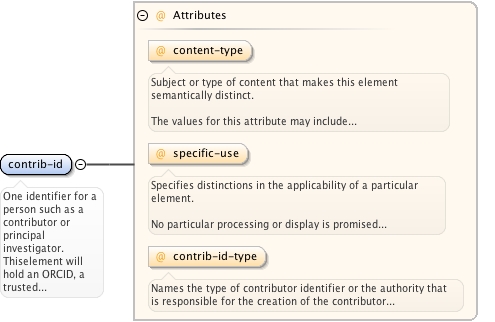 @ Attributes
@ content-type
Subject or type of content that makes this element
semantically distinct.
The values for this attribute may include...
@ specific-use
Specifies distinctions in the applicability of a particular
element.
No particular processing or display is promised...
contrib-id
One identifier for a
person such as a
contributor or
principal
investigator.
Thiselement will
hold an ORCID, a
trusted...
@ contrib-id-type
Names the type of contributor identifier or the authority that
is responsible for the creation of the contributor...